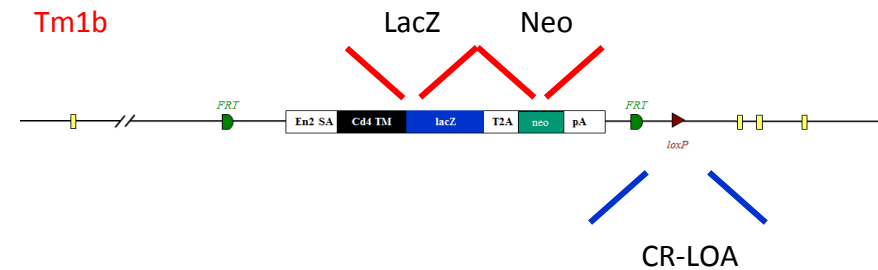 Tm1b
LacZ Neo
FRT
FRT
En2 SA Cd4 TM lacZ T2A neo pA
loxP
CR-LOA